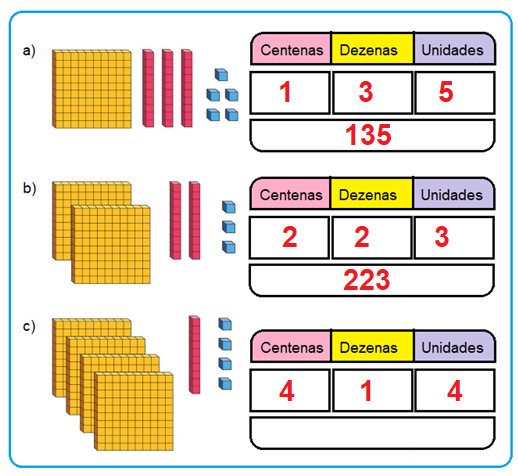 a)
Centenas Dezenas Unidades
1 3 5
135
b)
Centenas Dezenas Unidades
2 2 3
223
c)
Centenas Dezenas Unidades
4 1 4